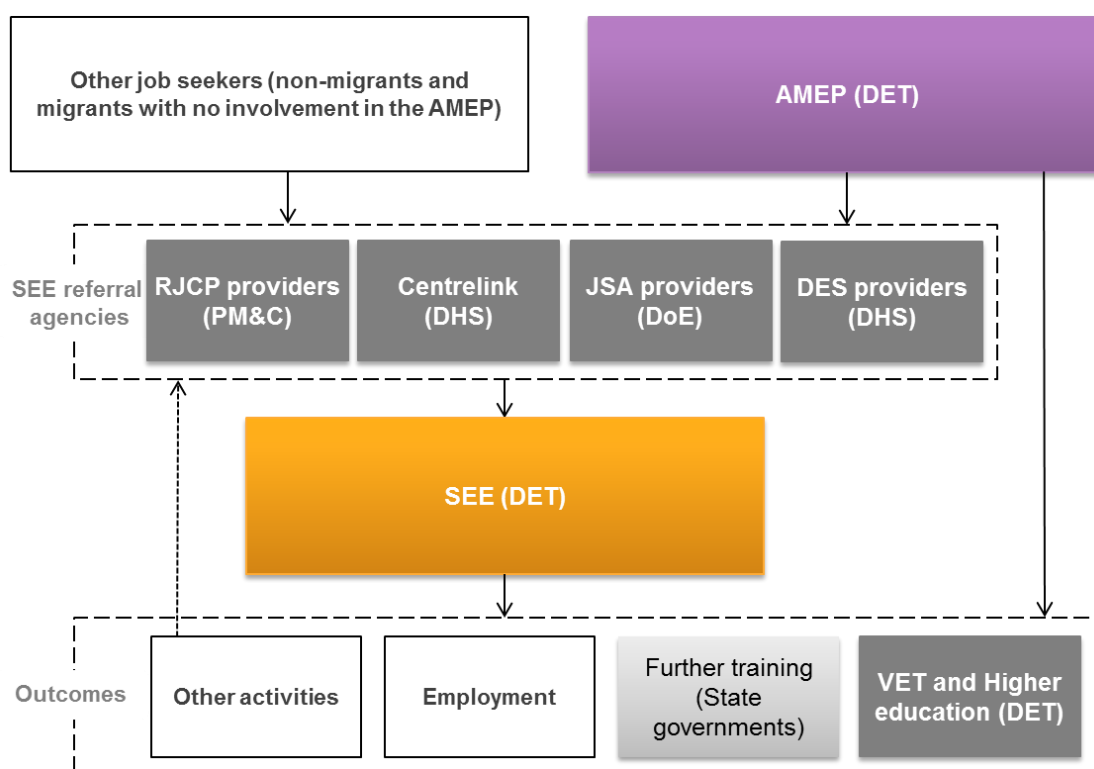 Other job seekers (non-migrants and
migrants with no involvement in the AMEP)
AMEP (DET)
SEE referral
agencies
RJCP providers
(PM&C)
Centrelink
(DHS)
JSA providers
(DoE)
DES providers
(DHS)
SEE (DET)
Outcomes
Other activities
Employment
Further training
(State
governments)
VET and Higher
education (DET)